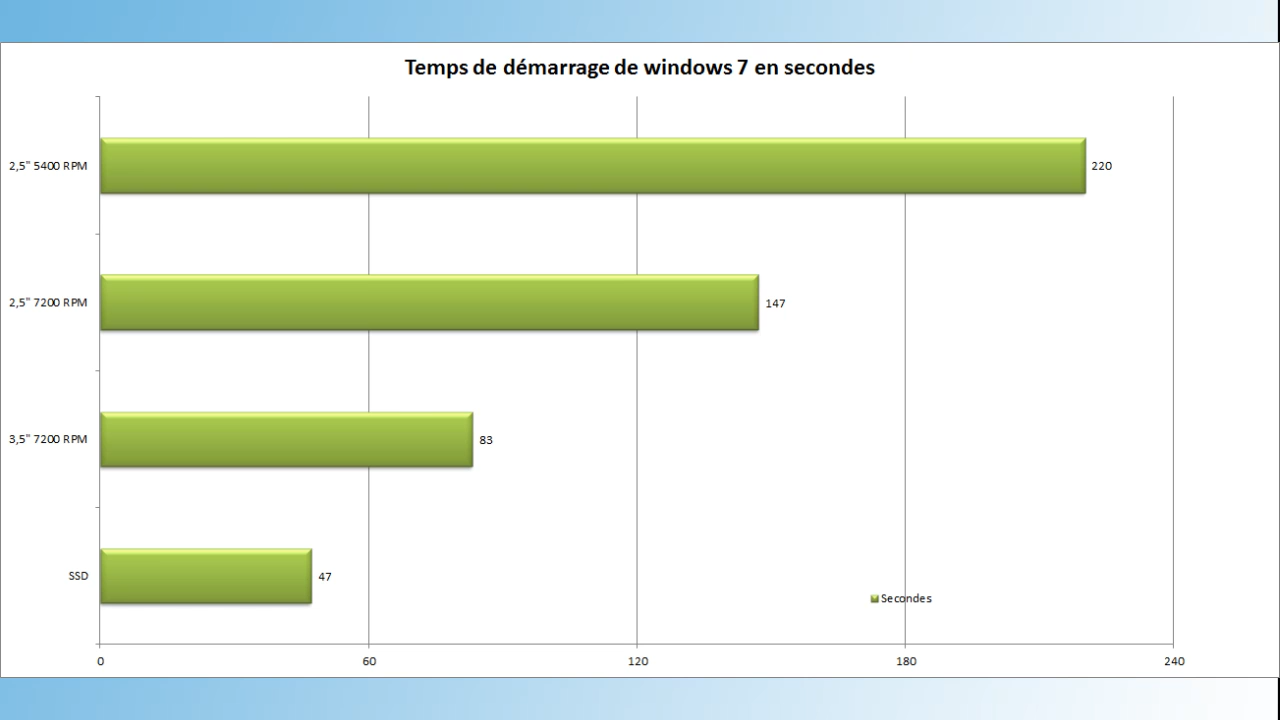 Temps de démarrage de windows 7 en secondes
2,5" 5400 RPM
220
2,5" 7200 RPM
147
3,5" 7200 RPM
83
SSD
47
Secondes
0
60
120
180
240